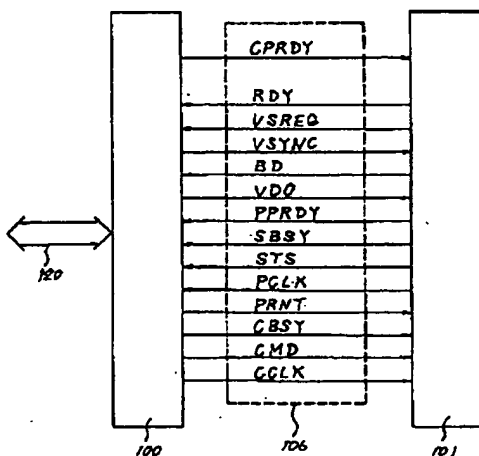 CPRDY
RDY
VSREQ
VSYNC
BD
VDO
PPRDY
SBSY
STS
PCLK
PRNT
CBSY
CMD
CCLK
120
100
106
101